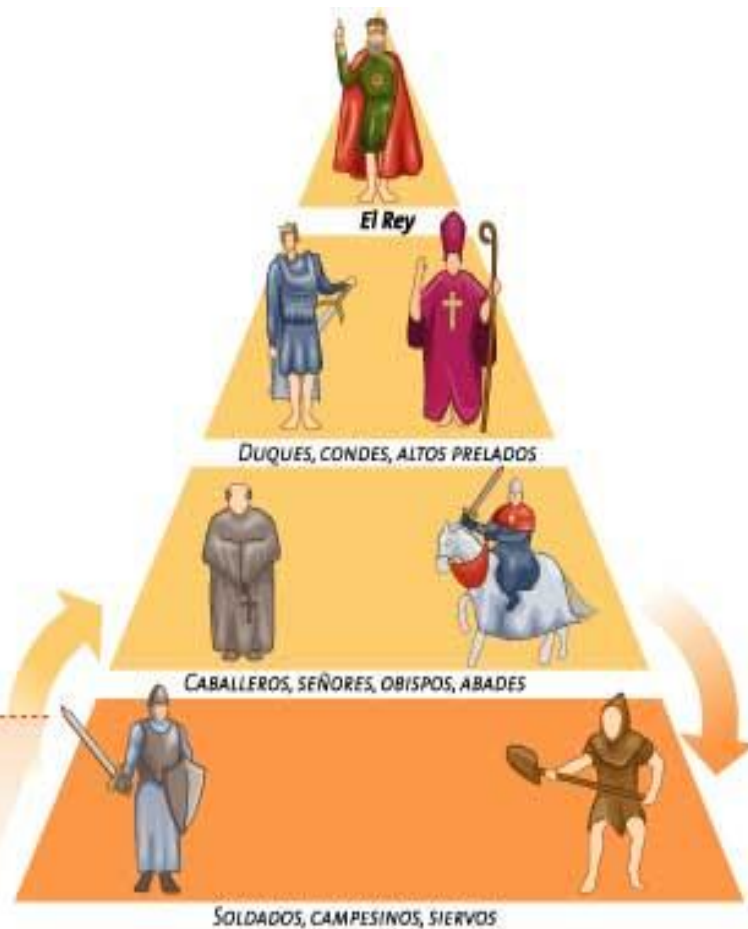 El Rey
DUQUES, CONDES, ALTOS PRELADOS
CABALLEROS, SEÑORES, OBISPOS, ABADES
SOLDADOS, CAMPESINOS, SIERVOS